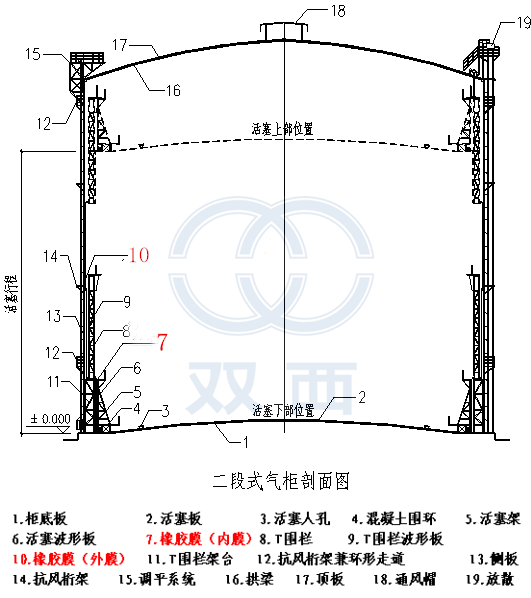 18
19
17
15
16
12
活塞上部位置
10
14
活塞行程
9
13
8
7
12
6
双西
11
5
活塞下部位置
2
± 0.000
4
3
1
二段式气柜剖面图
1.柜底板 2.活塞板 3.活塞人孔 4.混凝土围环 5.活塞架
6.活塞波形板 7.橡胶膜（内膜） 8.T围栏 9.T围栏波形板
10.橡胶膜（外膜） 11.T围栏架台 12.抗风桁架兼环形走道 13.侧板
14.抗风桁架 15.调平系统 16.拱梁 17.顶板 18.通风帽 19.放散